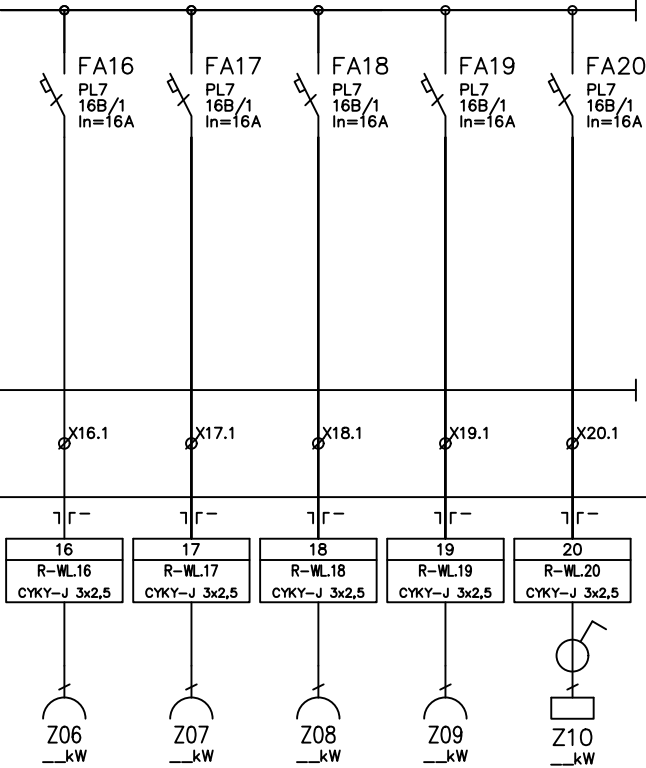 FA16 FA17 FA18 FA19 FA20
PL7 PL7 PL7 PL7 PL7
16B/1 16B/1 16B/1 16B/1 16B/1
In=16A In=16A In=16A In=16A In=16A
X16.1 X17.1 X18.1 X19.1 X20.1
16 17 18 19 20
R-WL.16 R-WL.17 R-WL.18 R-WL.19 R-WL.20
CYKY-J 3x2,5 CYKY-J 3x2,5 CYKY-J 3x2,5 CYKY-J 3x2,5 CYKY-J 3x2,5
Z06 Z07 Z08 Z09 Z10
__kW __kW __kW __kW __kW